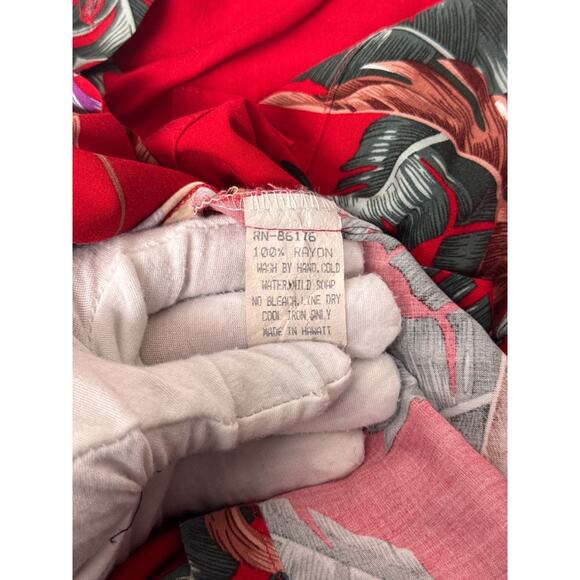 RN-86176
100% RAYON
WASH BY HAND,COLD
WATER,MILD SOAP
NO BLEACH,LINE DRY
COOL IRON ONLY
MADE IN HAWAII